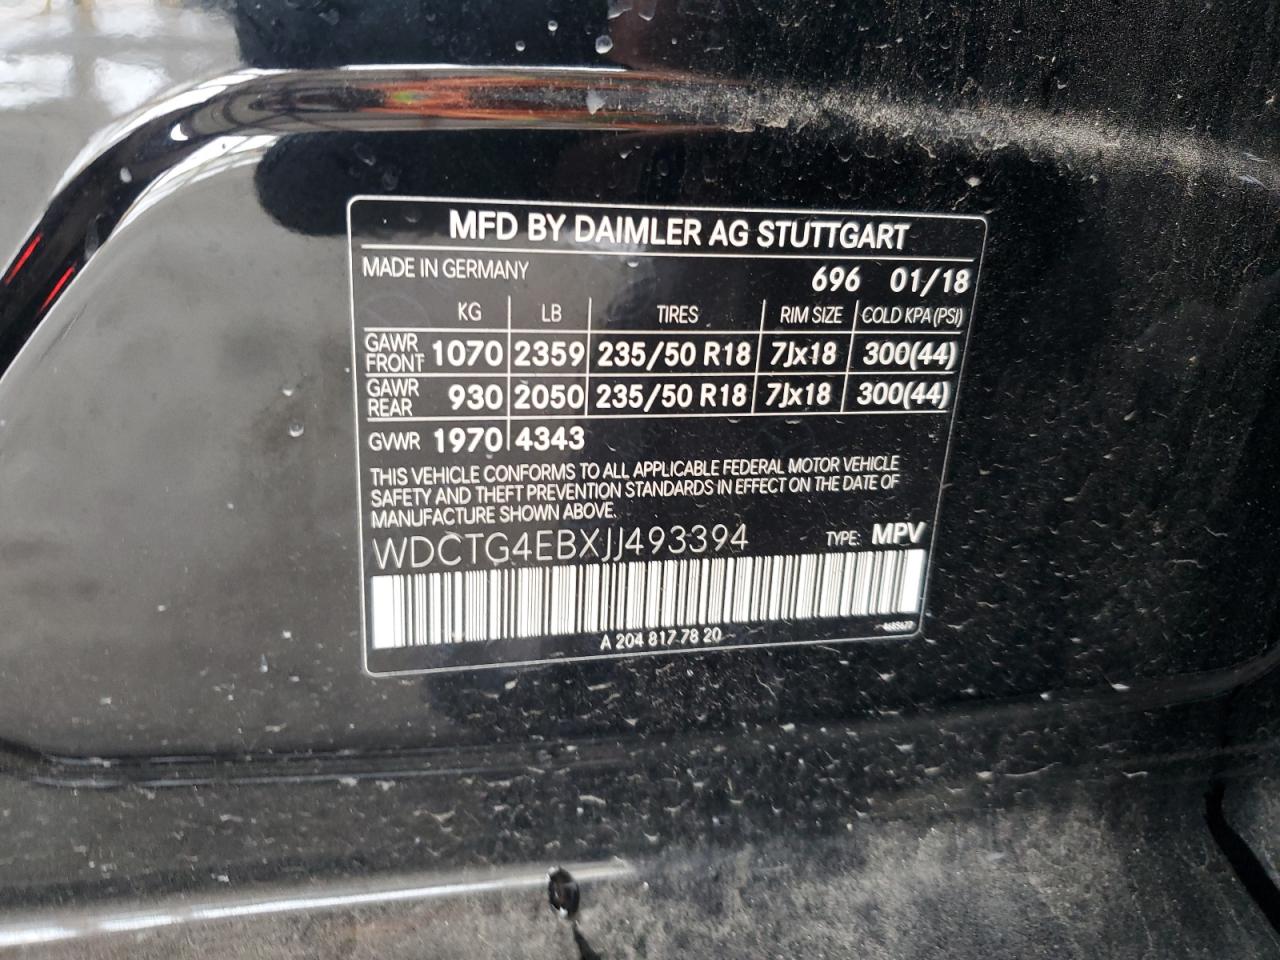 MFD BY DAIMLER AG STUTTGART
MADE IN GERMANY 696 01/18
KG LB TIRES RIM SIZE COLD KPA (PSI)
GAWR FRONT 1070 2359 235/50 R18 7Jx18 300(44)
GAWR REAR 930 2050 235/50 R18 7Jx18 300(44)
GVWR 1970 4343
THIS VEHICLE CONFORMS TO ALL APPLICABLE FEDERAL MOTOR VEHICLE
SAFETY AND THEFT PREVENTION STANDARDS IN EFFECT ON THE DATE OF
MANUFACTURE SHOWN ABOVE.
WDCTG4EBXJJ493394 TYPE: MPV
A 204 817 78 20